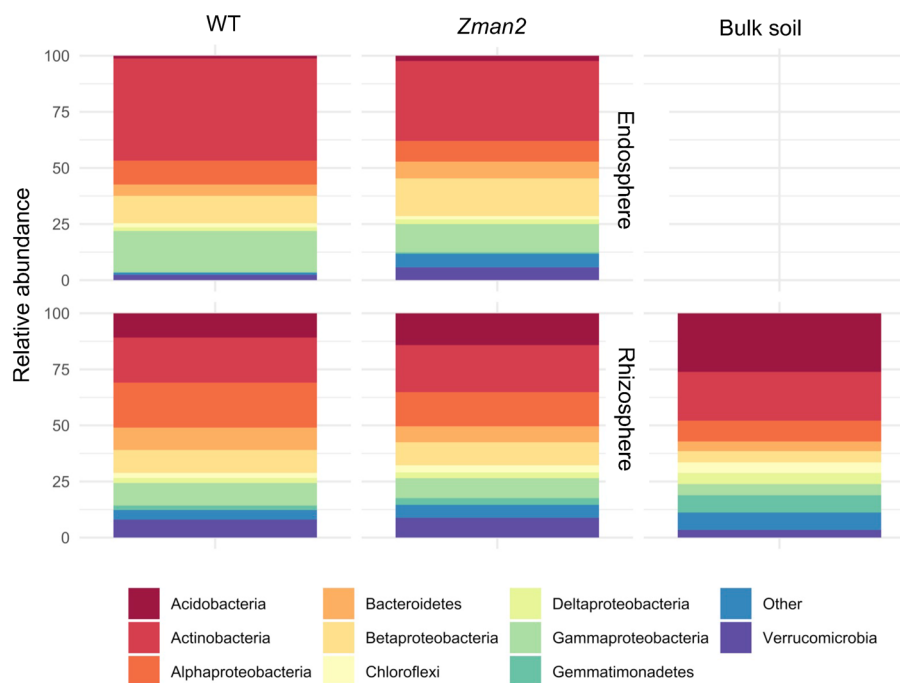 WT Zman2 Bulk soil
Relative abundance
100
75
50
25
0
Endosphere
100
75
50
25
0
Rhizosphere
Acidobacteria Bacteroidetes Deltaproteobacteria Other
Actinobacteria Betaproteobacteria Gammaproteobacteria Verrucomicrobia
Alphaproteobacteria Chloroflexi Gemmatimonadetes